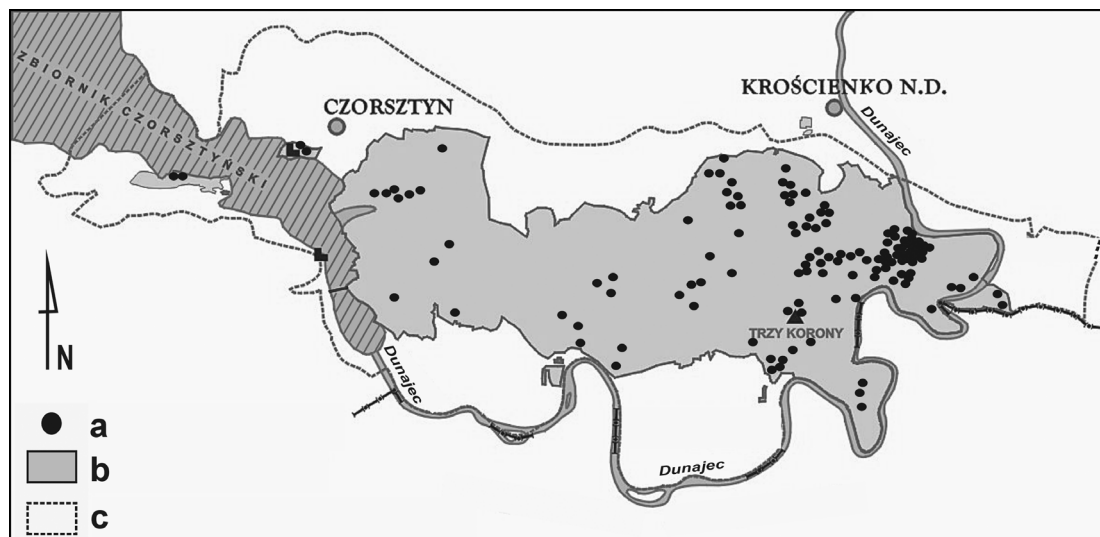 ZBIORNIK CZORSZTYŃSKI
CZORSZTYN
KROŚCIENKO N.D.
Dunajec
TRZY KORONY
Dunajec
Dunajec
N
a
b
c